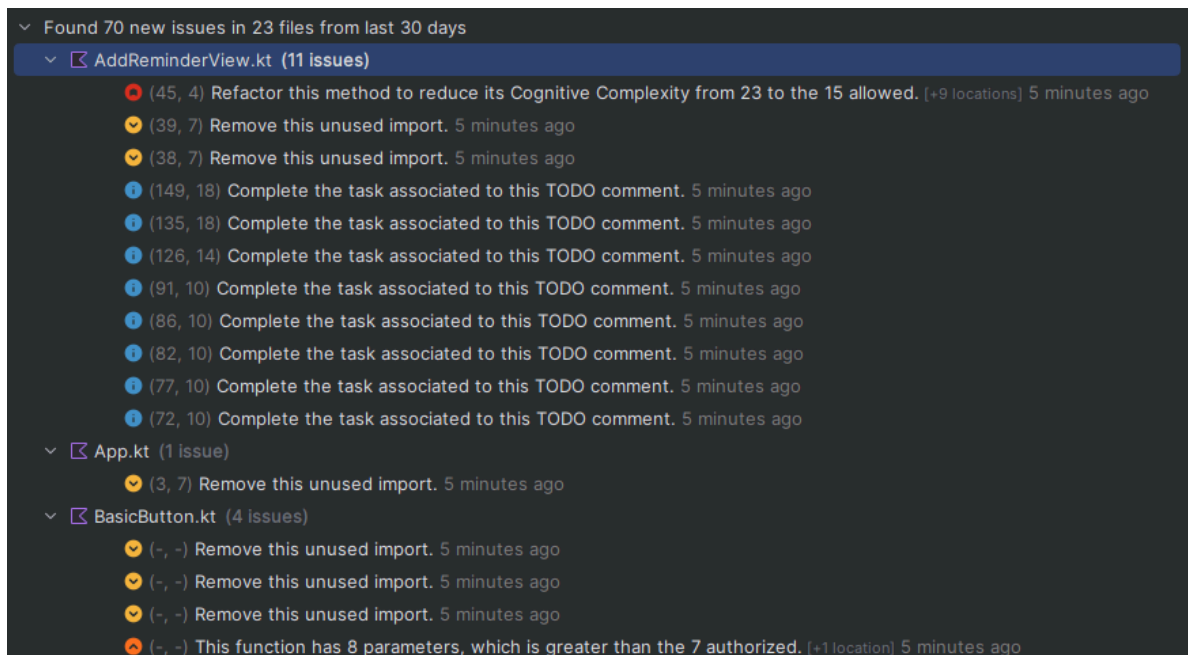 Found 70 new issues in 23 files from last 30 days
AddReminderView.kt (11 issues)
(45, 4) Refactor this method to reduce its Cognitive Complexity from 23 to the 15 allowed. [+9 locations] 5 minutes ago
(39, 7) Remove this unused import. 5 minutes ago
(38, 7) Remove this unused import. 5 minutes ago
(149, 18) Complete the task associated to this TODO comment. 5 minutes ago
(135, 18) Complete the task associated to this TODO comment. 5 minutes ago
(126, 14) Complete the task associated to this TODO comment. 5 minutes ago
(91, 10) Complete the task associated to this TODO comment. 5 minutes ago
(86, 10) Complete the task associated to this TODO comment. 5 minutes ago
(82, 10) Complete the task associated to this TODO comment. 5 minutes ago
(77, 10) Complete the task associated to this TODO comment. 5 minutes ago
(72, 10) Complete the task associated to this TODO comment. 5 minutes ago
App.kt (1 issue)
(3, 7) Remove this unused import. 5 minutes ago
BasicButton.kt (4 issues)
(-, -) Remove this unused import. 5 minutes ago
(-, -) Remove this unused import. 5 minutes ago
(-, -) Remove this unused import. 5 minutes ago
(-, -) This function has 8 parameters, which is greater than the 7 authorized. [+1 location] 5 minutes ago